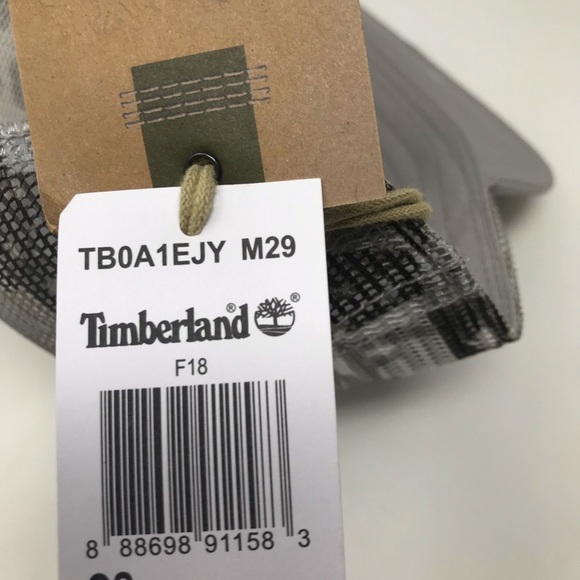 TB0A1EJY M29
Timberland® ®
F18
8 88698 91158 3